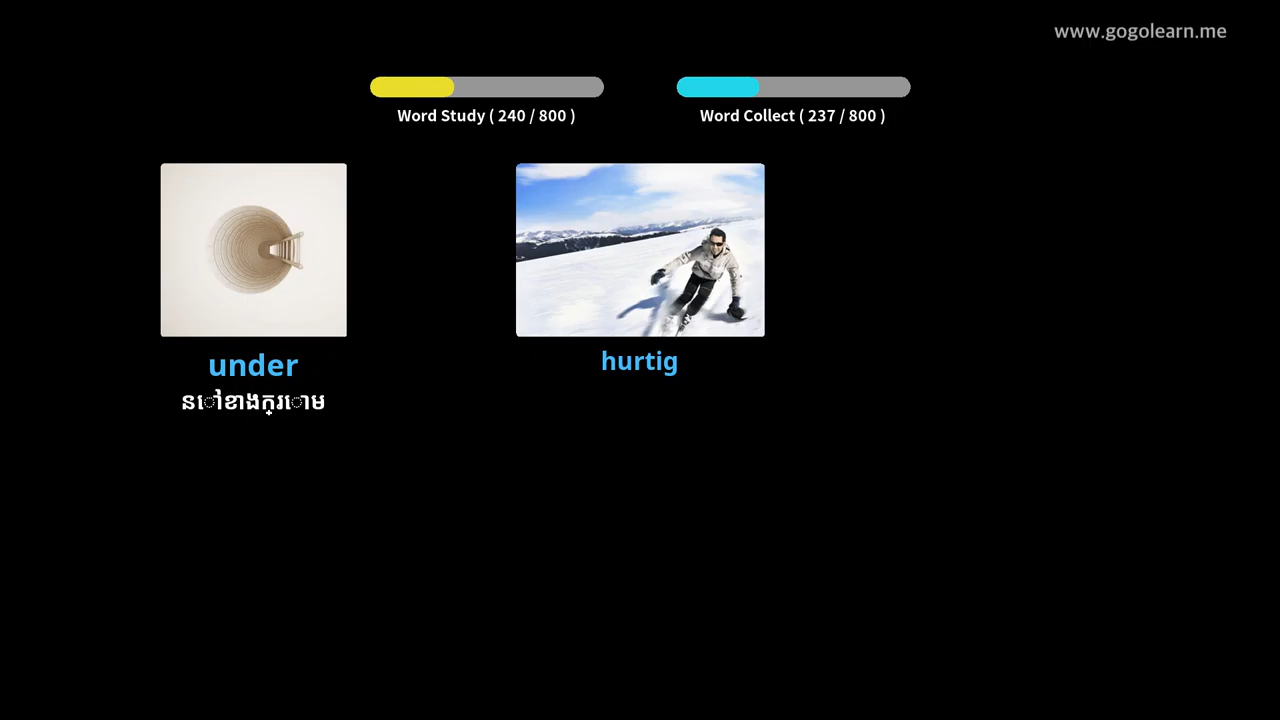 www.gogolearn.me
Word Study ( 240 / 800 )
Word Collect ( 237 / 800 )
under
hurtig
នៅខាងក្រោម